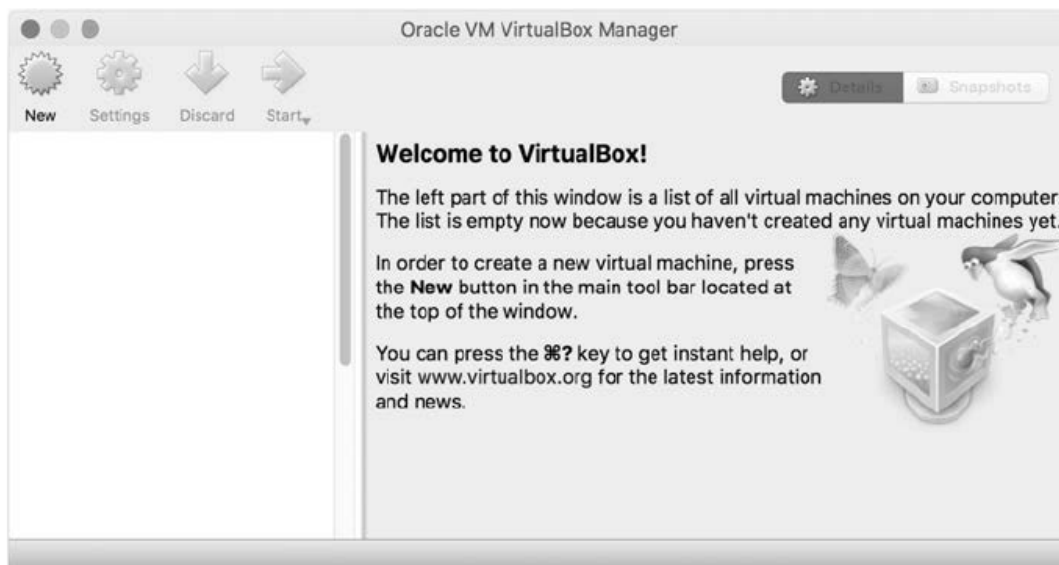 Oracle VM VirtualBox Manager
New Settings Discard Start
Details Snapshots
Welcome to VirtualBox!
The left part of this window is a list of all virtual machines on your computer
The list is empty now because you haven't created any virtual machines yet.
In order to create a new virtual machine, press
the New button in the main tool bar located at
the top of the window.
You can press the ⌘? key to get instant help, or
visit www.virtualbox.org for the latest information
and news.